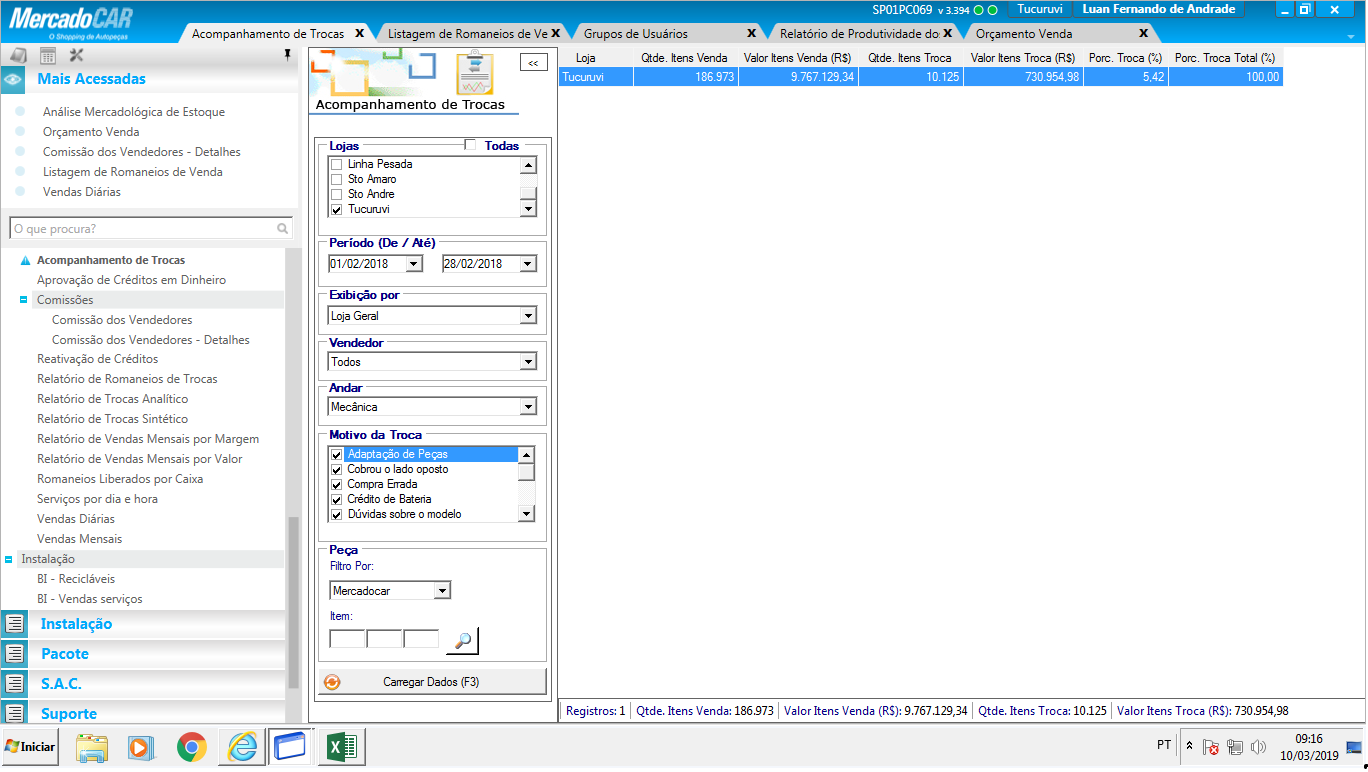 MercadoCAR
O Shopping de Autopeças
SP01PC069 v 3.394
Tucuruvi
Luan Fernando de Andrade
Acompanhamento de Trocas X
Listagem de Romaneios de Ve X
Grupos de Usuários X
Relatório de Produtividade do X
Orçamento Venda X
Mais Acessadas
Análise Mercadológica de Estoque
Orçamento Venda
Comissão dos Vendedores - Detalhes
Listagem de Romaneios de Venda
Vendas Diárias
O que procura?
Acompanhamento de Trocas
Aprovação de Créditos em Dinheiro
Comissões
Comissão dos Vendedores
Comissão dos Vendedores - Detalhes
Reativação de Créditos
Relatório de Romaneios de Trocas
Relatório de Trocas Analítico
Relatório de Trocas Sintético
Relatório de Vendas Mensais por Margem
Relatório de Vendas Mensais por Valor
Romaneios Liberados por Caixa
Serviços por dia e hora
Vendas Diárias
Vendas Mensais
Instalação
BI - Recicláveis
BI - Vendas serviços
Instalação
Pacote
S.A.C.
Suporte
<<
Acompanhamento de Trocas
Lojas Todas
Linha Pesada
Sto Amaro
Sto Andre
Tucuruvi
Período (De / Até)
01/02/2018 28/02/2018
Exibição por
Loja Geral
Vendedor
Todos
Andar
Mecânica
Motivo da Troca
Adaptação de Peças
Cobrou o lado oposto
Compra Errada
Crédito de Bateria
Dúvidas sobre o modelo
Peça
Filtro Por:
Mercadocar
Item:
Carregar Dados (F3)
Loja Qtde. Itens Venda Valor Itens Venda (R$) Qtde. Itens Troca Valor Itens Troca (R$) Porc. Troca (%) Porc. Troca Total (%)
Tucuruvi 186.973 9.767.129,34 10.125 730.954,98 5,42 100,00
Registros: 1 Qtde. Itens Venda: 186.973 Valor Itens Venda (R$): 9.767.129,34 Qtde. Itens Troca: 10.125 Valor Itens Troca (R$): 730.954,98
Iniciar
PT
09:16
10/03/2019